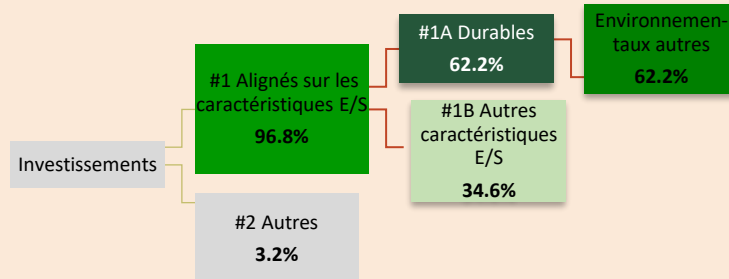 Investissements
#1 Alignés sur les
caractéristiques E/S
96.8%
#2 Autres
3.2%
#1A Durables
62.2%
#1B Autres
caractéristiques
E/S
34.6%
Environnemen-
taux autres
62.2%